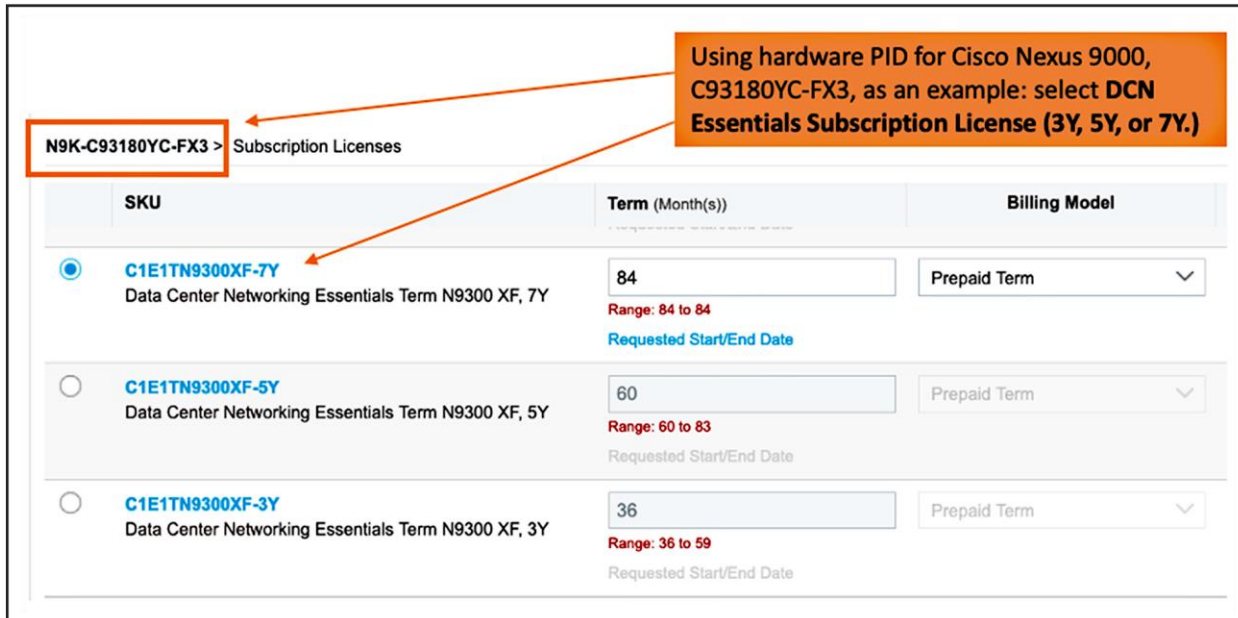 Using hardware PID for Cisco Nexus 9000,
C93180YC-FX3, as an example: select DCN
Essentials Subscription License (3Y, 5Y, or 7Y.)
N9K-C93180YC-FX3 > Subscription Licenses
SKU Term (Month(s)) Billing Model
C1E1TN9300XF-7Y 84 Prepaid Term
Data Center Networking Essentials Term N9300 XF, 7Y
Range: 84 to 84
Requested Start/End Date
C1E1TN9300XF-5Y 60 Prepaid Term
Data Center Networking Essentials Term N9300 XF, 5Y
Range: 60 to 83
Requested Start/End Date
C1E1TN9300XF-3Y 36 Prepaid Term
Data Center Networking Essentials Term N9300 XF, 3Y
Range: 36 to 59
Requested Start/End Date